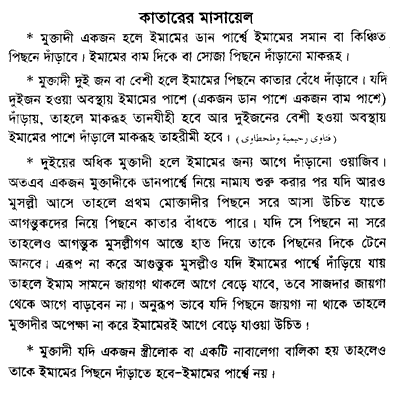 কাতারের মাসায়েল
* মুক্তাদী একজন হলে ইমামের ডান পার্শ্বে ইমামের সমান বা কিঞ্চিত
পিছনে দাঁড়াবে। ইমামের বাম দিকে বা সোজা পিছনে দাঁড়ানো মাকরূহ।
* মুক্তাদী দুই জন বা বেশী হলে ইমামের পিছনে কাতার বেঁধে দাঁড়াবে। যদি
দুইজন হওয়া অবস্থায় ইমামের পাশে (একজন ডান পাশে একজন বাম পাশে)
দাঁড়ায়, তাহলে মাকরূহ তানযীহী হবে আর দুইজনের বেশী হওয়া অবস্থায়
ইমামের পাশে দাঁড়ালে মাকরূহ তাহরীমী হবে। (فتاوى رحيمية وطحطاوى)
* দুইয়ের অধিক মুক্তাদী হলে ইমামের জন্য আগে দাঁড়ানো ওয়াজিব।
অতএব একজন মুক্তাদীকে ডানপার্শ্বে নিয়ে নামায শুরু করার পর যদি আরও
মুসল্লী আসে তাহলে প্রথম মোক্তাদীর পিছনে সরে আসা উচিত যাতে
আগন্তুকদের নিয়ে পিছনে কাতার বাঁধতে পারে। যদি সে পিছনে না সরে
তাহলেও আগন্তুক মুসল্লীগণ আস্তে হাত দিয়ে তাকে পিছনের দিকে টেনে
আনবে। এরূপ না করে আগুন্তুক মুসল্লীও যদি ইমামের পার্শ্বে দাঁড়িয়ে যায়
তাহলে ইমাম সামনে জায়গা থাকলে আগে বেড়ে যাবে, তবে সাজদার জায়গা
থেকে আগে বাড়বেন না। অনুরূপ ভাবে যদি পিছনে জায়গা না থাকে তাহলে
মুক্তাদীর অপেক্ষা না করে ইমামেরই আগে বেড়ে যাওয়া উচিত।
* মুক্তাদী যদি একজন স্ত্রীলোক বা একটি নাবালেগা বালিকা হয় তাহলেও
তাকে ইমামের পিছনে দাঁড়াতে হবে-ইমামের পার্শ্বে নয়।